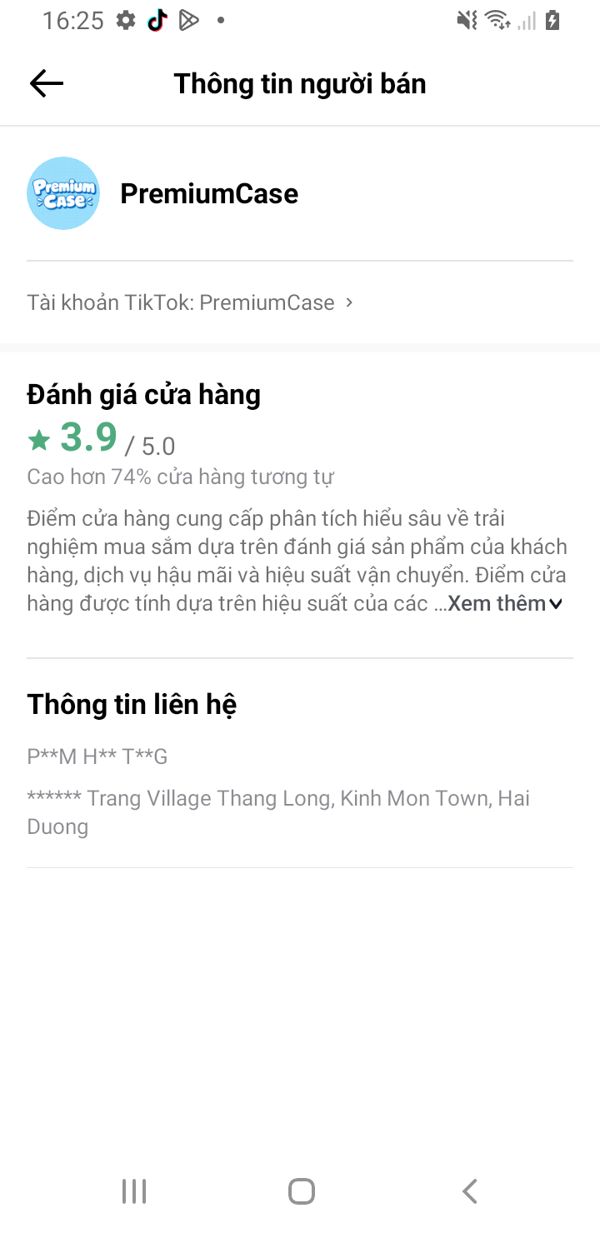 16:25
Thông tin người bán
Premium
CASE
PremiumCase
Tài khoản TikTok: PremiumCase
Đánh giá cửa hàng
3.9 / 5.0
Cao hơn 74% cửa hàng tương tự
Điểm cửa hàng cung cấp phân tích hiểu sâu về trải
nghiệm mua sắm dựa trên đánh giá sản phẩm của khách
hàng, dịch vụ hậu mãi và hiệu suất vận chuyển. Điểm cửa
hàng được tính dựa trên hiệu suất của các ...Xem thêm
Thông tin liên hệ
P**M H** T**G
****** Trang Village Thang Long, Kinh Mon Town, Hai
Duong